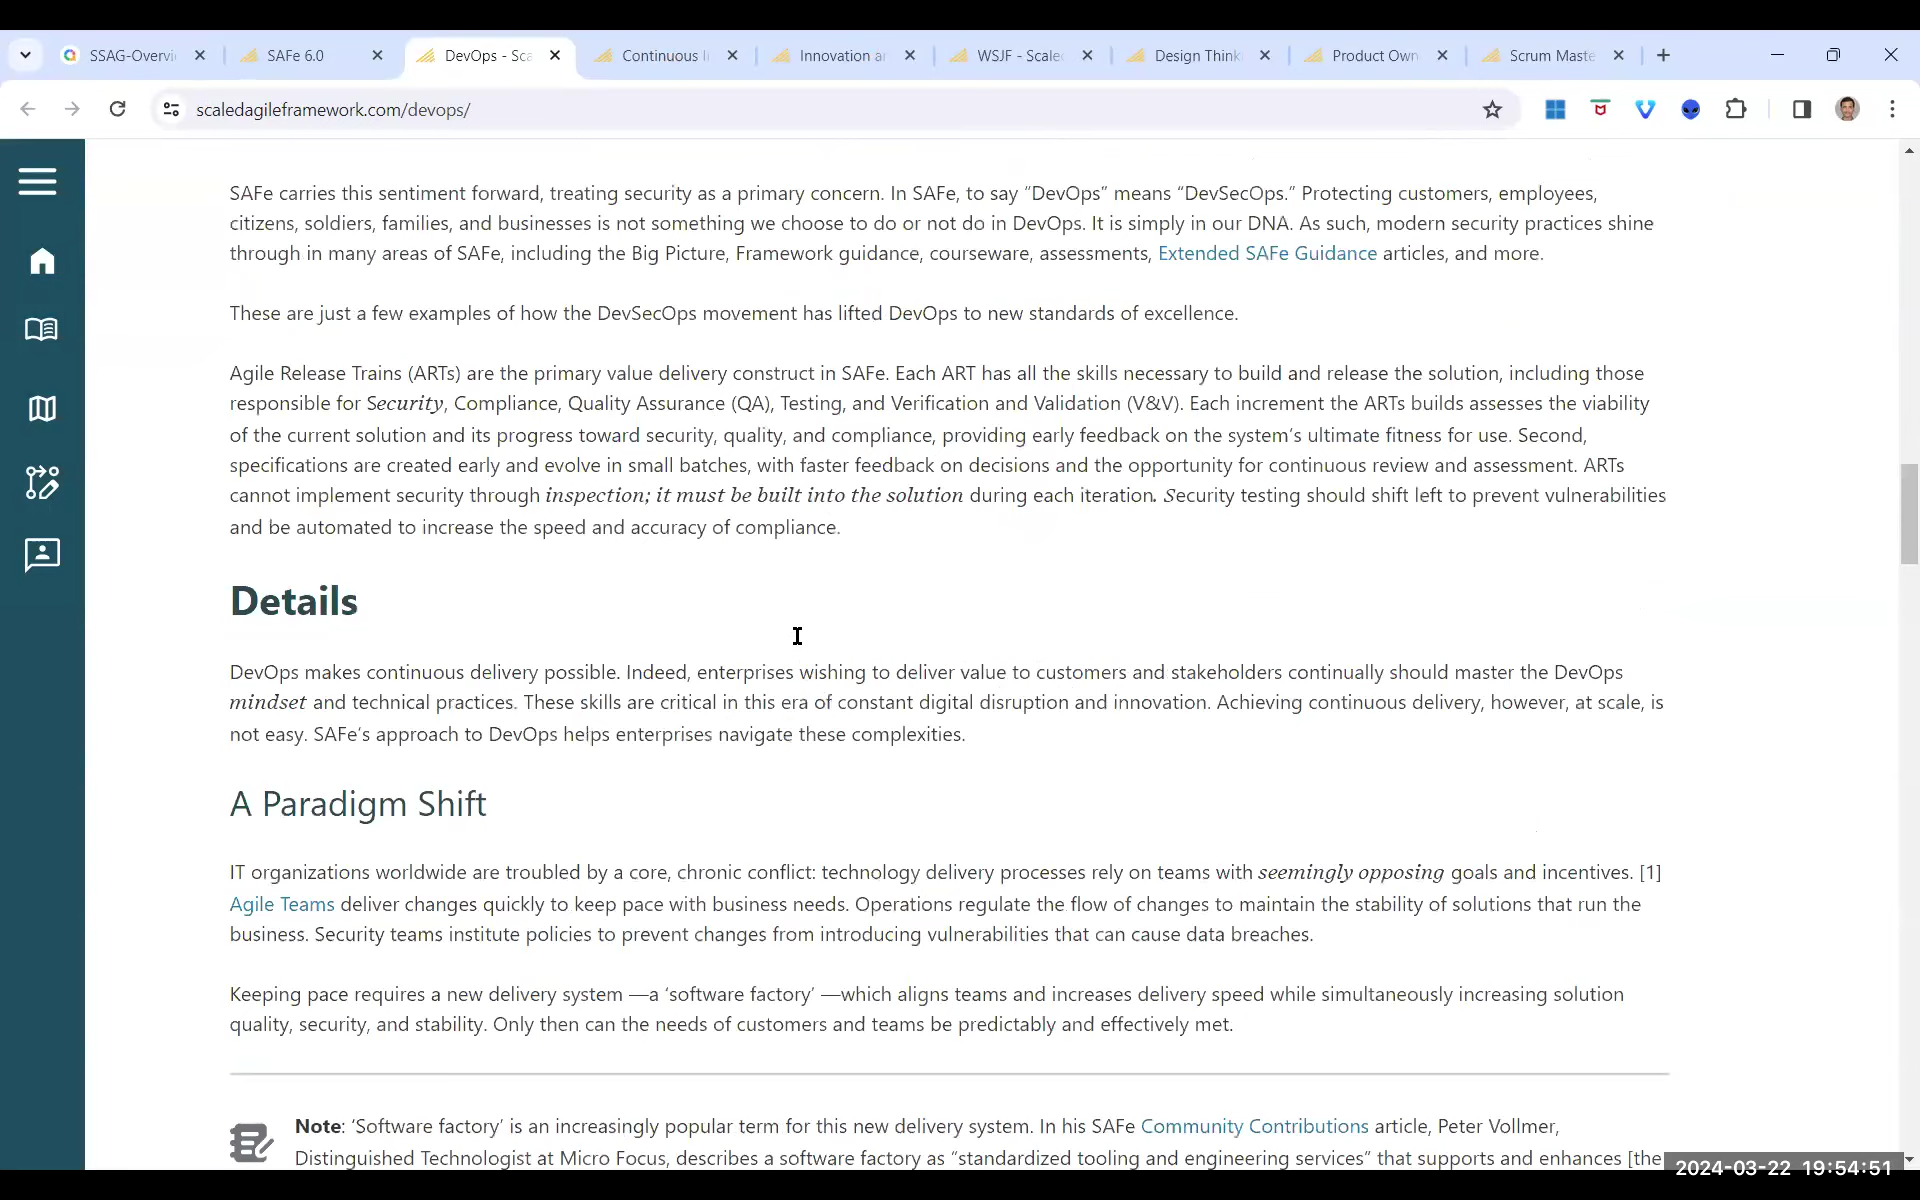 SSAG-Overvi
SAFe 6.0
DevOps - Sca
Continuous I
Innovation a
WSJF - Scale
Design Think
Product Own
Scrum Maste
scaledagileframework.com/devops/
SAFe carries this sentiment forward, treating security as a primary concern. In SAFe, to say “DevOps” means “DevSecOps.” Protecting customers, employees,
citizens, soldiers, families, and businesses is not something we choose to do or not do in DevOps. It is simply in our DNA. As such, modern security practices shine
through in many areas of SAFe, including the Big Picture, Framework guidance, courseware, assessments, Extended SAFe Guidance articles, and more.
These are just a few examples of how the DevSecOps movement has lifted DevOps to new standards of excellence.
Agile Release Trains (ARTs) are the primary value delivery construct in SAFe. Each ART has all the skills necessary to build and release the solution, including those
responsible for Security, Compliance, Quality Assurance (QA), Testing, and Verification and Validation (V&V). Each increment the ARTs builds assesses the viability
of the current solution and its progress toward security, quality, and compliance, providing early feedback on the system’s ultimate fitness for use. Second,
specifications are created early and evolve in small batches, with faster feedback on decisions and the opportunity for continuous review and assessment. ARTs
cannot implement security through inspection; it must be built into the solution during each iteration. Security testing should shift left to prevent vulnerabilities
and be automated to increase the speed and accuracy of compliance.
Details
DevOps makes continuous delivery possible. Indeed, enterprises wishing to deliver value to customers and stakeholders continually should master the DevOps
mindset and technical practices. These skills are critical in this era of constant digital disruption and innovation. Achieving continuous delivery, however, at scale, is
not easy. SAFe’s approach to DevOps helps enterprises navigate these complexities.
A Paradigm Shift
IT organizations worldwide are troubled by a core, chronic conflict: technology delivery processes rely on teams with seemingly opposing goals and incentives. [1]
Agile Teams deliver changes quickly to keep pace with business needs. Operations regulate the flow of changes to maintain the stability of solutions that run the
business. Security teams institute policies to prevent changes from introducing vulnerabilities that can cause data breaches.
Keeping pace requires a new delivery system —a ‘software factory’ —which aligns teams and increases delivery speed while simultaneously increasing solution
quality, security, and stability. Only then can the needs of customers and teams be predictably and effectively met.
Note: ‘Software factory’ is an increasingly popular term for this new delivery system. In his SAFe Community Contributions article, Peter Vollmer,
Distinguished Technologist at Micro Focus, describes a software factory as “standardized tooling and engineering services” that supports and enhances [the
2024-03-22 19:54:51